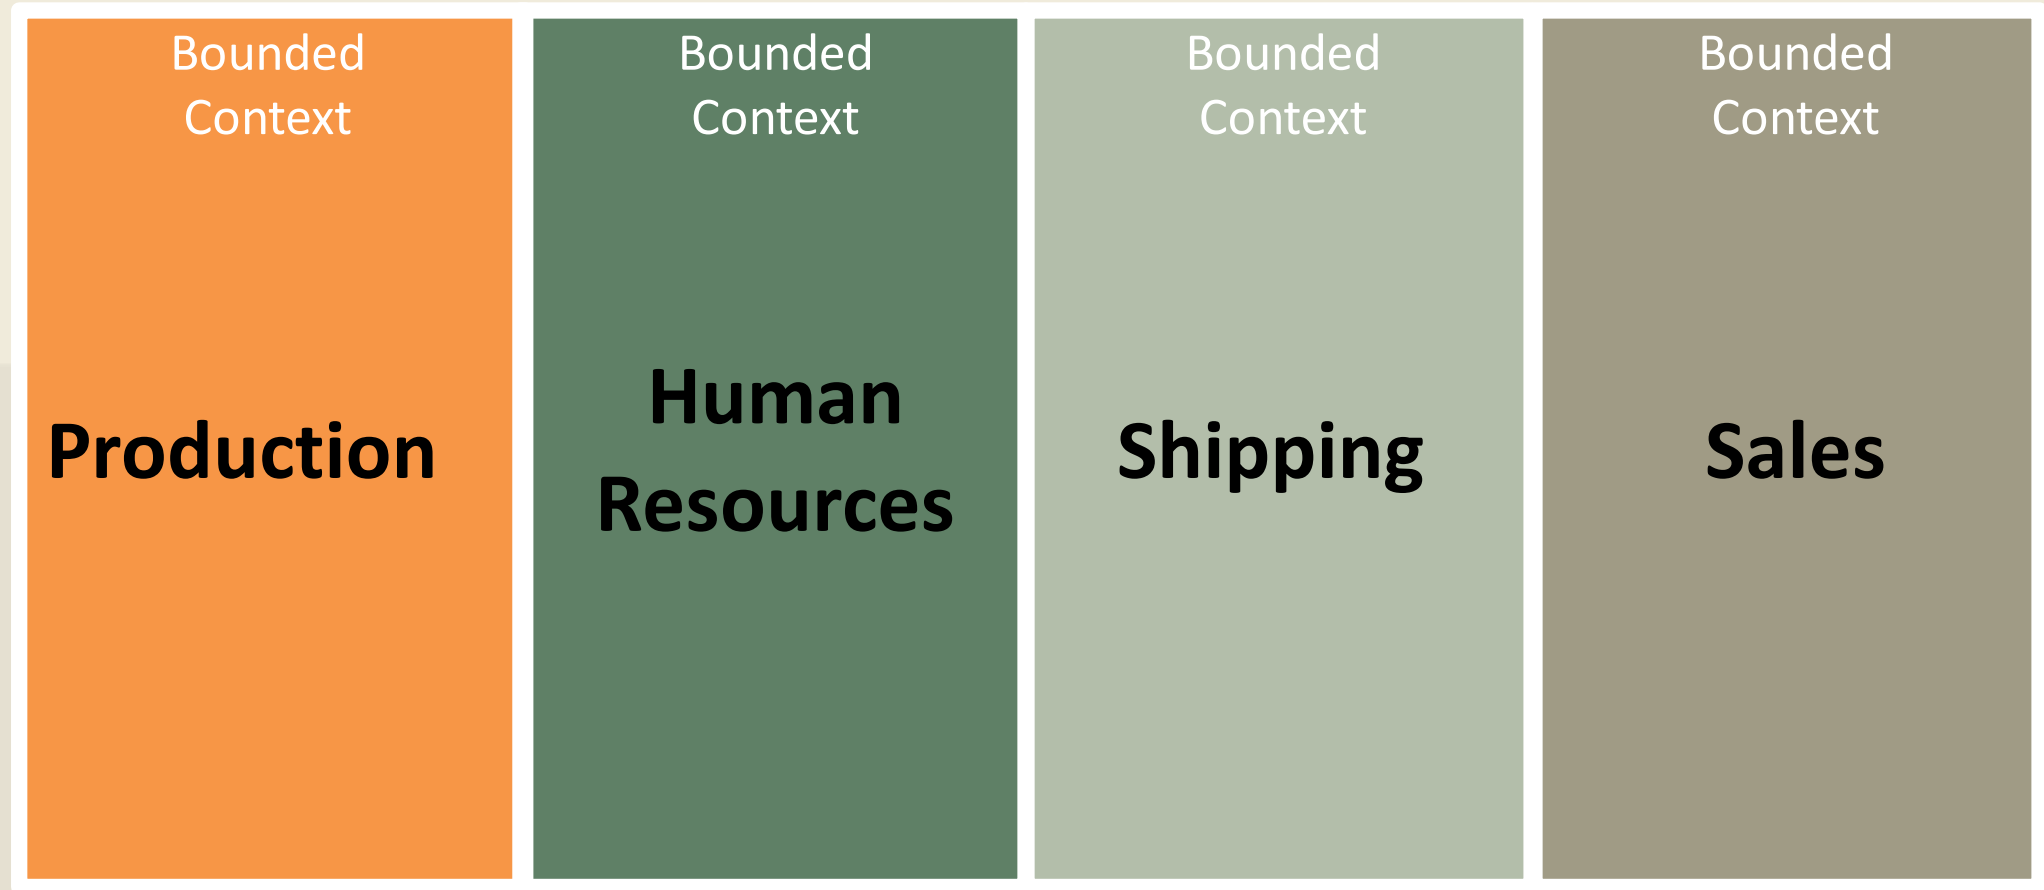 Bounded
Context
Production
Bounded
Context
Human
Resources
Bounded
Context
Shipping
Bounded
Context
Sales